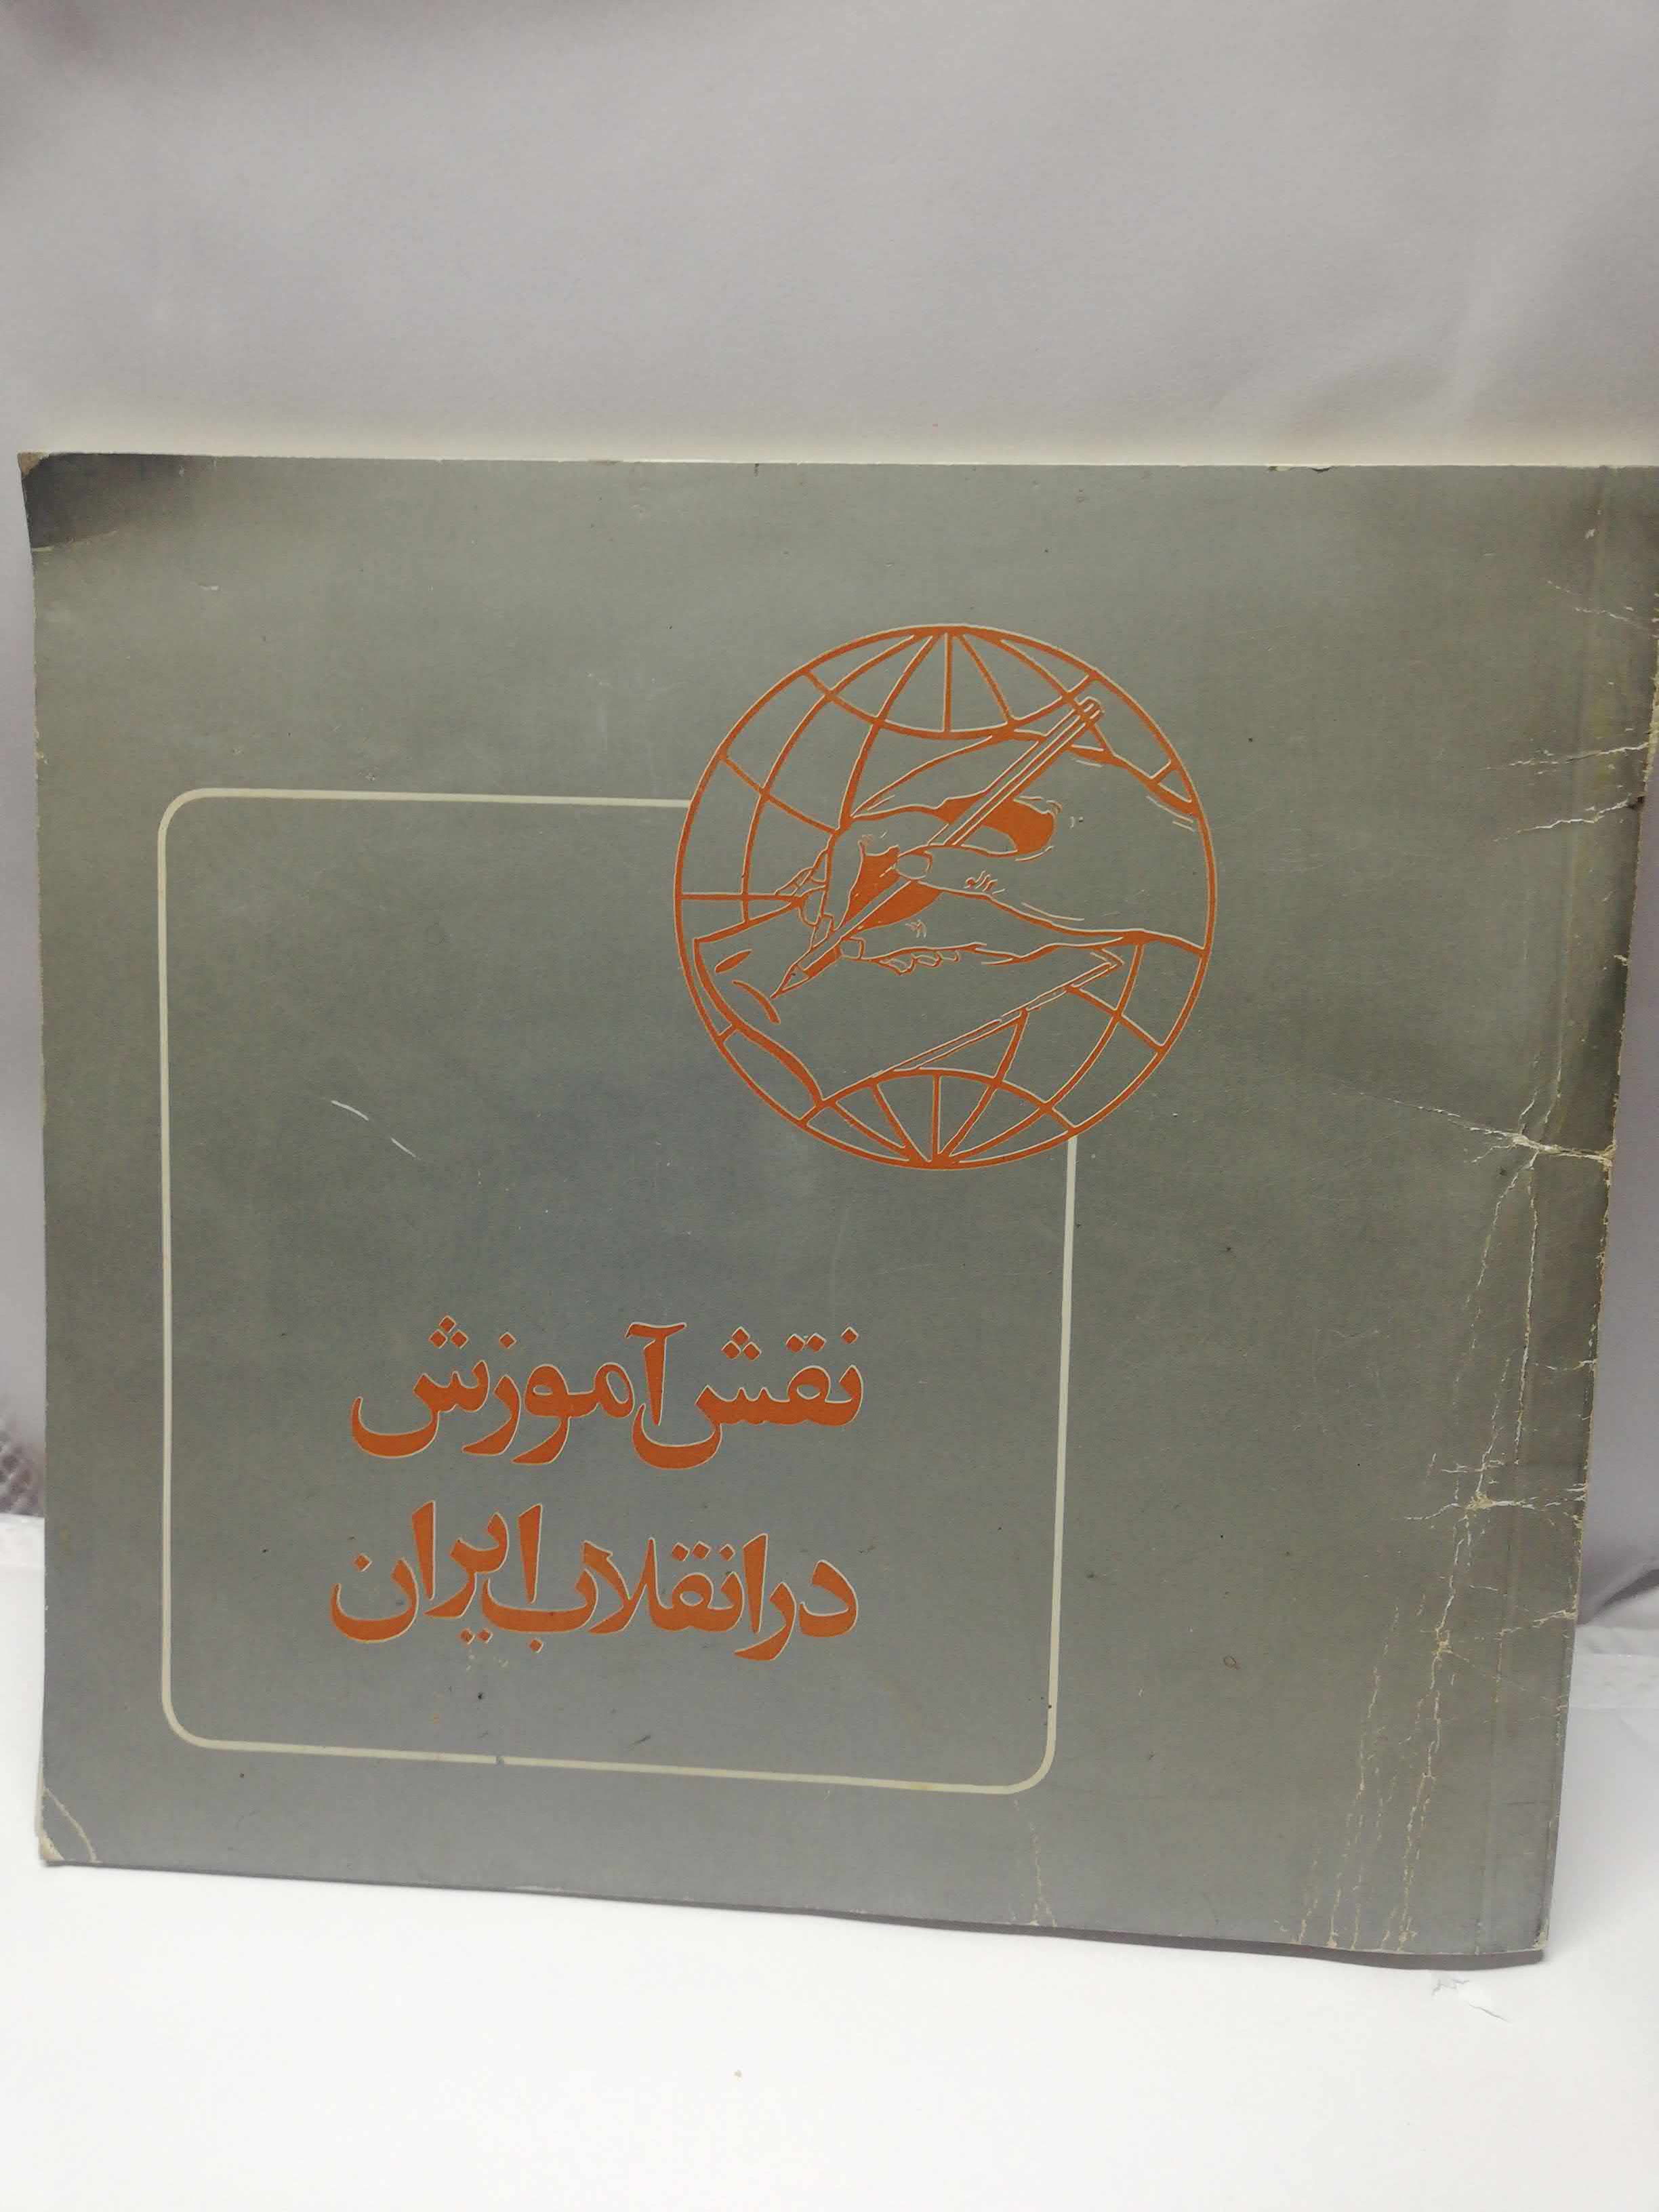 نقش آموزش
در انقلاب ایران